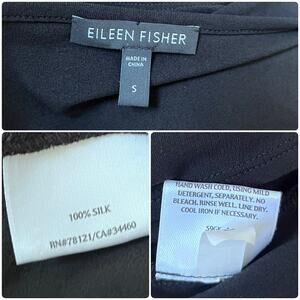 EILEEN FISHER
MADE IN
CHINA
S
100% SILK
RN#78121/CA#34460
HAND WASH COLD, USING MILD
DETERGENT, SEPARATELY. NO
BLEACH. RINSE WELL. LINE DRY.
COOL IRON IF NECESSARY.